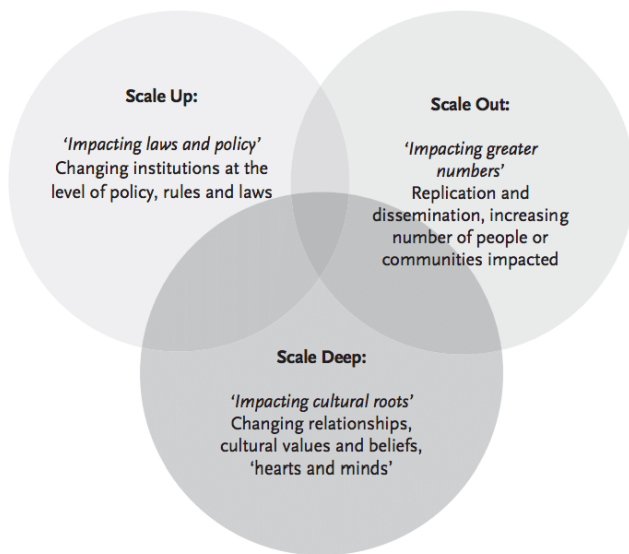 Scale Up:
‘Impacting laws and policy’
Changing institutions at the
level of policy, rules and laws
Scale Out:
‘Impacting greater
numbers’
Replication and
dissemination, increasing
number of people or
communities impacted
Scale Deep:
‘Impacting cultural roots’
Changing relationships,
cultural values and beliefs,
‘hearts and minds’